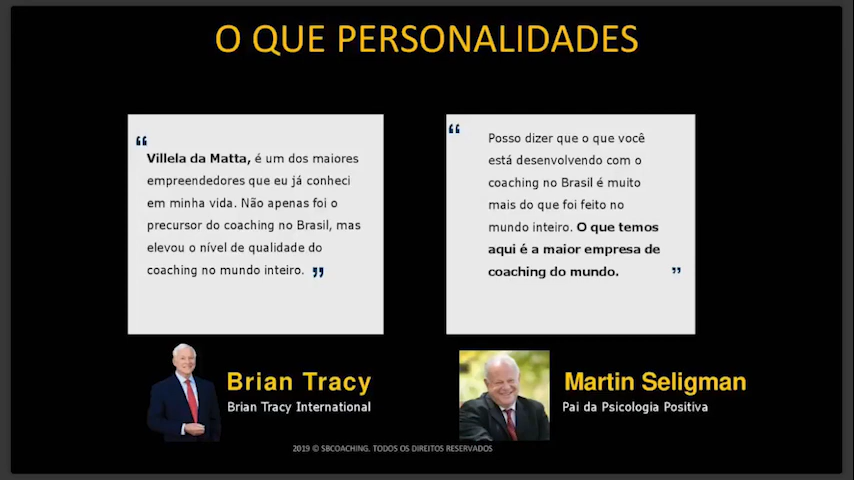 O QUE PERSONALIDADES
“
Villela da Matta, é um dos maiores
empreendedores que eu já conheci
em minha vida. Não apenas foi o
precursor do coaching no Brasil, mas
elevou o nível de qualidade do
coaching no mundo inteiro. ”
“
Posso dizer que o que você
está desenvolvendo com o
coaching no Brasil é muito
mais do que foi feito no
mundo inteiro. O que temos
aqui é a maior empresa de
coaching do mundo. ”
Brian Tracy
Brian Tracy International
Martin Seligman
Pai da Psicologia Positiva
2019 © SBCOACHING. TODOS OS DIREITOS RESERVADOS